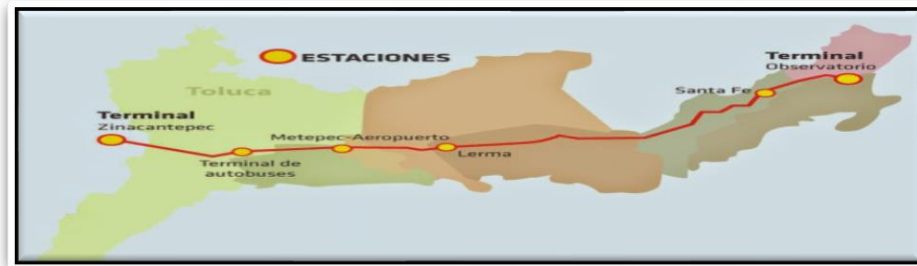 ESTACIONES
Toluca
Terminal
Zinacantepec
Terminal de
autobuses
Metepec-Aeropuerto
Lerma
Santa Fe
Terminal
Observatorio